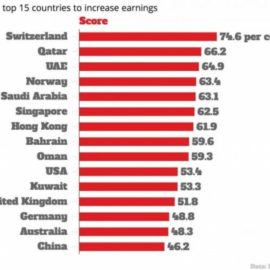 top 15 countries to increase earnings
Score
Switzerland 74.6 per c
Qatar 66.2
UAE 64.9
Norway 63.4
Saudi Arabia 63.1
Singapore 62.5
Hong Kong 61.9
Bahrain 59.6
Oman 59.3
USA 53.4
Kuwait 53.3
ited Kingdom 51.8
Germany 48.8
Australia 48.3
China 46.2
Data: